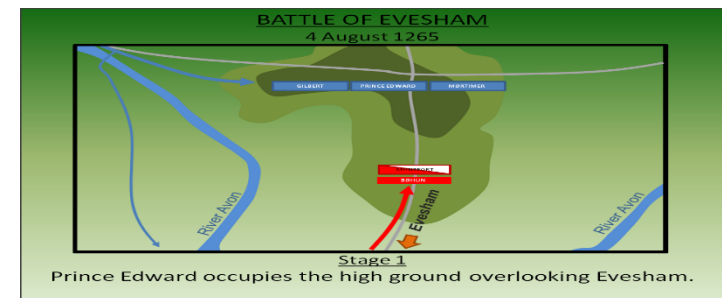 BATTLE OF EVESHAM
4 August 1265
GILBERT PRINCE EDWARD MORTIMER
BOHUN
Evesham
River Avon
River Avon
Stage 1
Prince Edward occupies the high ground overlooking Evesham.